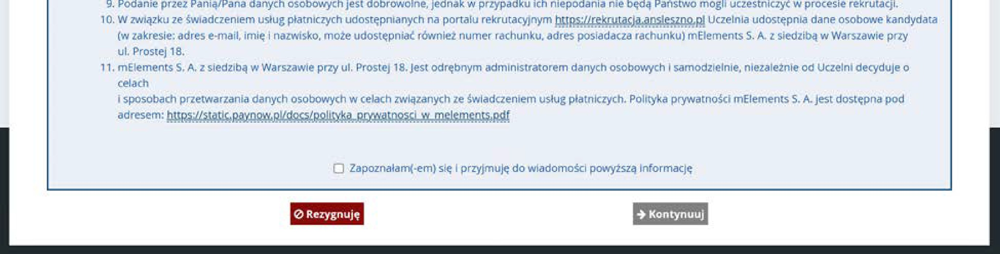 9. Podanie przez Panią/Pana danych osobowych jest dobrowolne, jednak w przypadku ich niepodania nie będą Państwo mogli uczestniczyć w procesie rekrutacji.
10. W związku ze świadczeniem usług płatniczych udostępnianych na portalu rekrutacyjnym https://rekrutacja.ansleszno.pl Uczelnia udostępnia dane osobowe kandydata
(w zakresie: adres e-mail, imię i nazwisko, może udostępniać również numer rachunku, adres posiadacza rachunku) mElements S. A. z siedzibą w Warszawie przy
ul. Prostej 18.
11. mElements S. A. z siedzibą w Warszawie przy ul. Prostej 18. Jest odrębnym administratorem danych osobowych i samodzielnie, niezależnie od Uczelni decyduje o
celach
i sposobach przetwarzania danych osobowych w celach związanych ze świadczeniem usług płatniczych. Polityka prywatności mElements S. A. jest dostępna pod
adresem: https://static.paynow.pl/docs/polityka_prywatnosci_w_melements.pdf
Zapoznałam(-em) się i przyjmuję do wiadomości powyższą informację
Rezygnuję
Kontynuuj